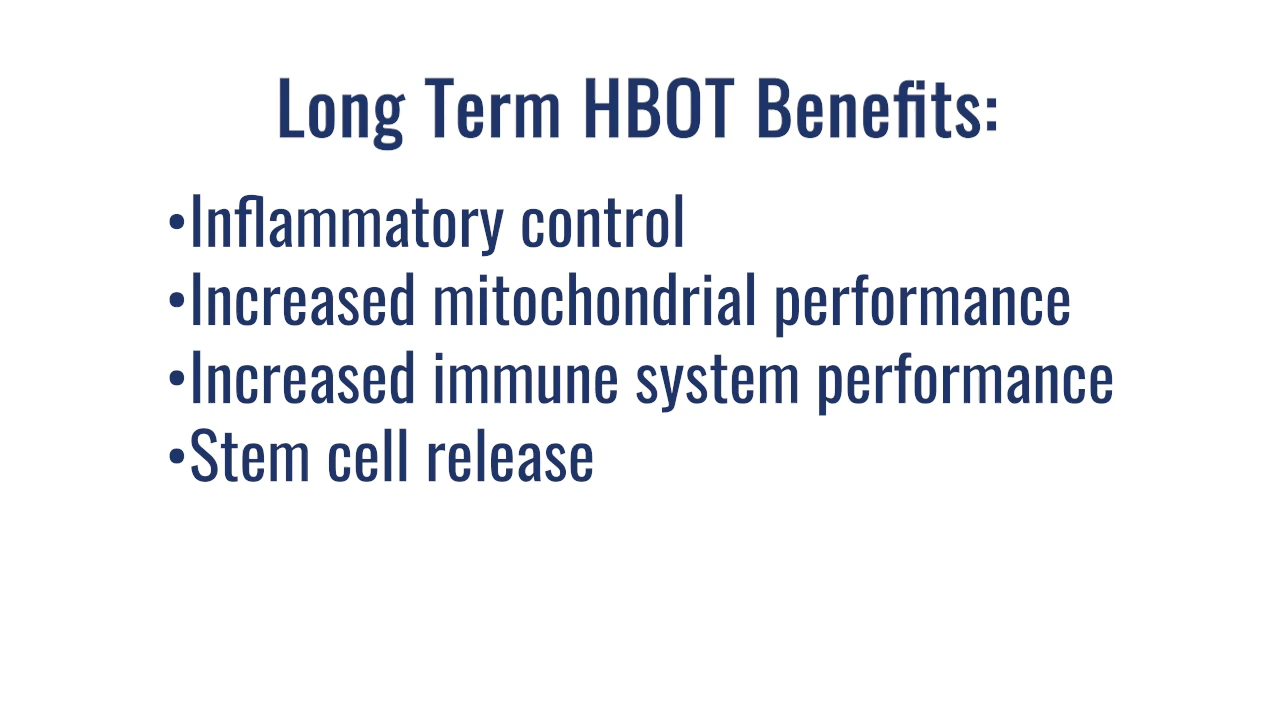 Long Term HBOT Benefits:
•Inflammatory control
•Increased mitochondrial performance
•Increased immune system performance
•Stem cell release